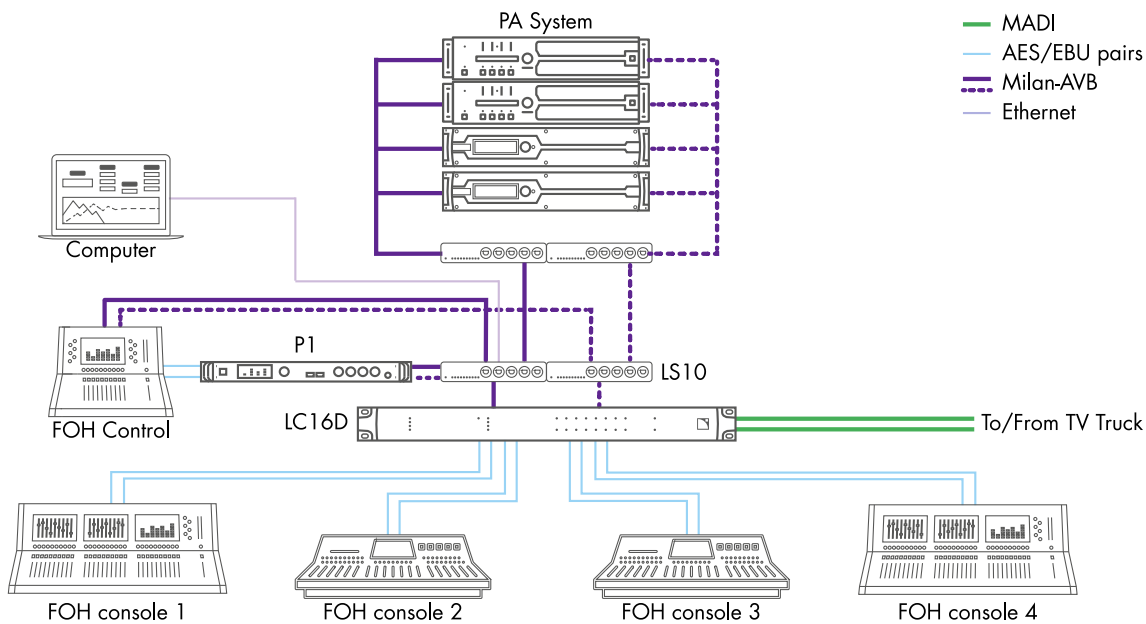 PA System
MADI
AES/EBU pairs
Milan-AVB
Ethernet
Computer
P1
LS10
FOH Control
LC16D
To/From TV Truck
FOH console 1
FOH console 2
FOH console 3
FOH console 4